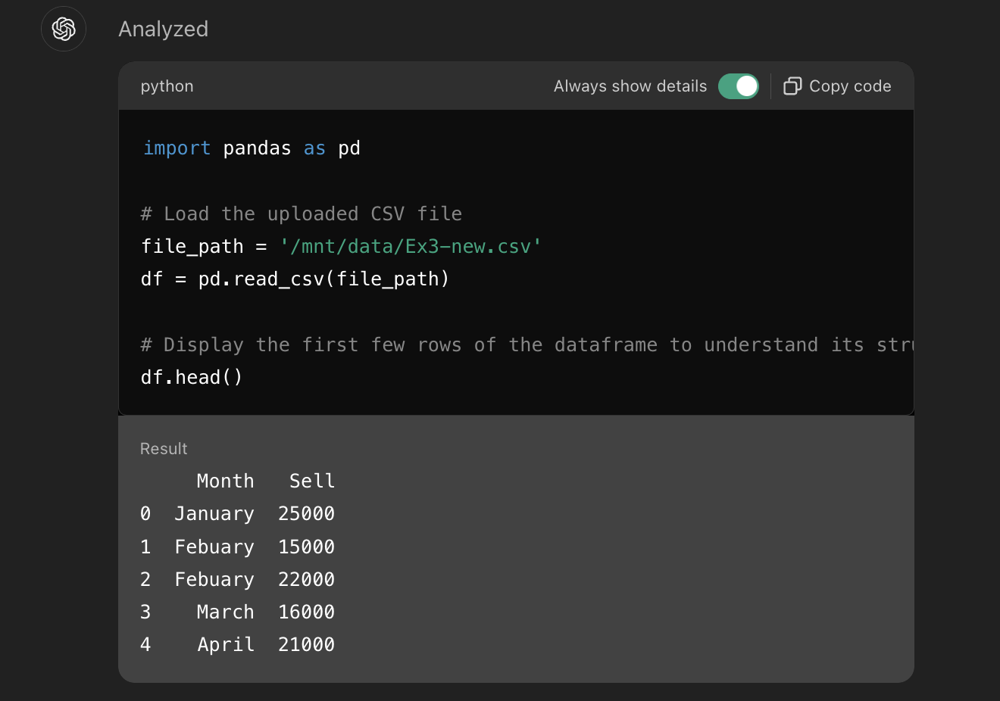 Analyzed
python Always show details Copy code
import pandas as pd
# Load the uploaded CSV file
file_path = '/mnt/data/Ex3-new.csv'
df = pd.read_csv(file_path)
# Display the first few rows of the dataframe to understand its stru
df.head()
Result
Month Sell
0 January 25000
1 Febuary 15000
2 Febuary 22000
3 March 16000
4 April 21000